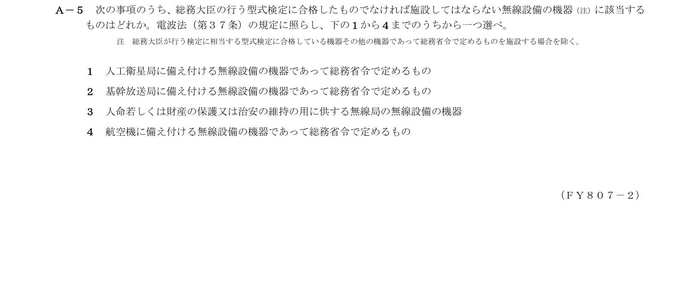 Ａ－５　次の事項のうち、総務大臣の行う型式検定に合格したものでなければ施設してはならない無線設備の機器（注）に該当する
ものはどれか。電波法（第３７条）の規定に照らし、下の１から４までのうちから一つ選べ。
注　総務大臣が行う検定に相当する型式検定に合格している機器その他の機器であって総務省令で定めるものを施設する場合を除く。
１　人工衛星局に備え付ける無線設備の機器であって総務省令で定めるもの
２　基幹放送局に備え付ける無線設備の機器であって総務省令で定めるもの
３　人命若しくは財産の保護又は治安の維持の用に供する無線局の無線設備の機器
４　航空機に備え付ける無線設備の機器であって総務省令で定めるもの
（ＦＹ８０７－２）